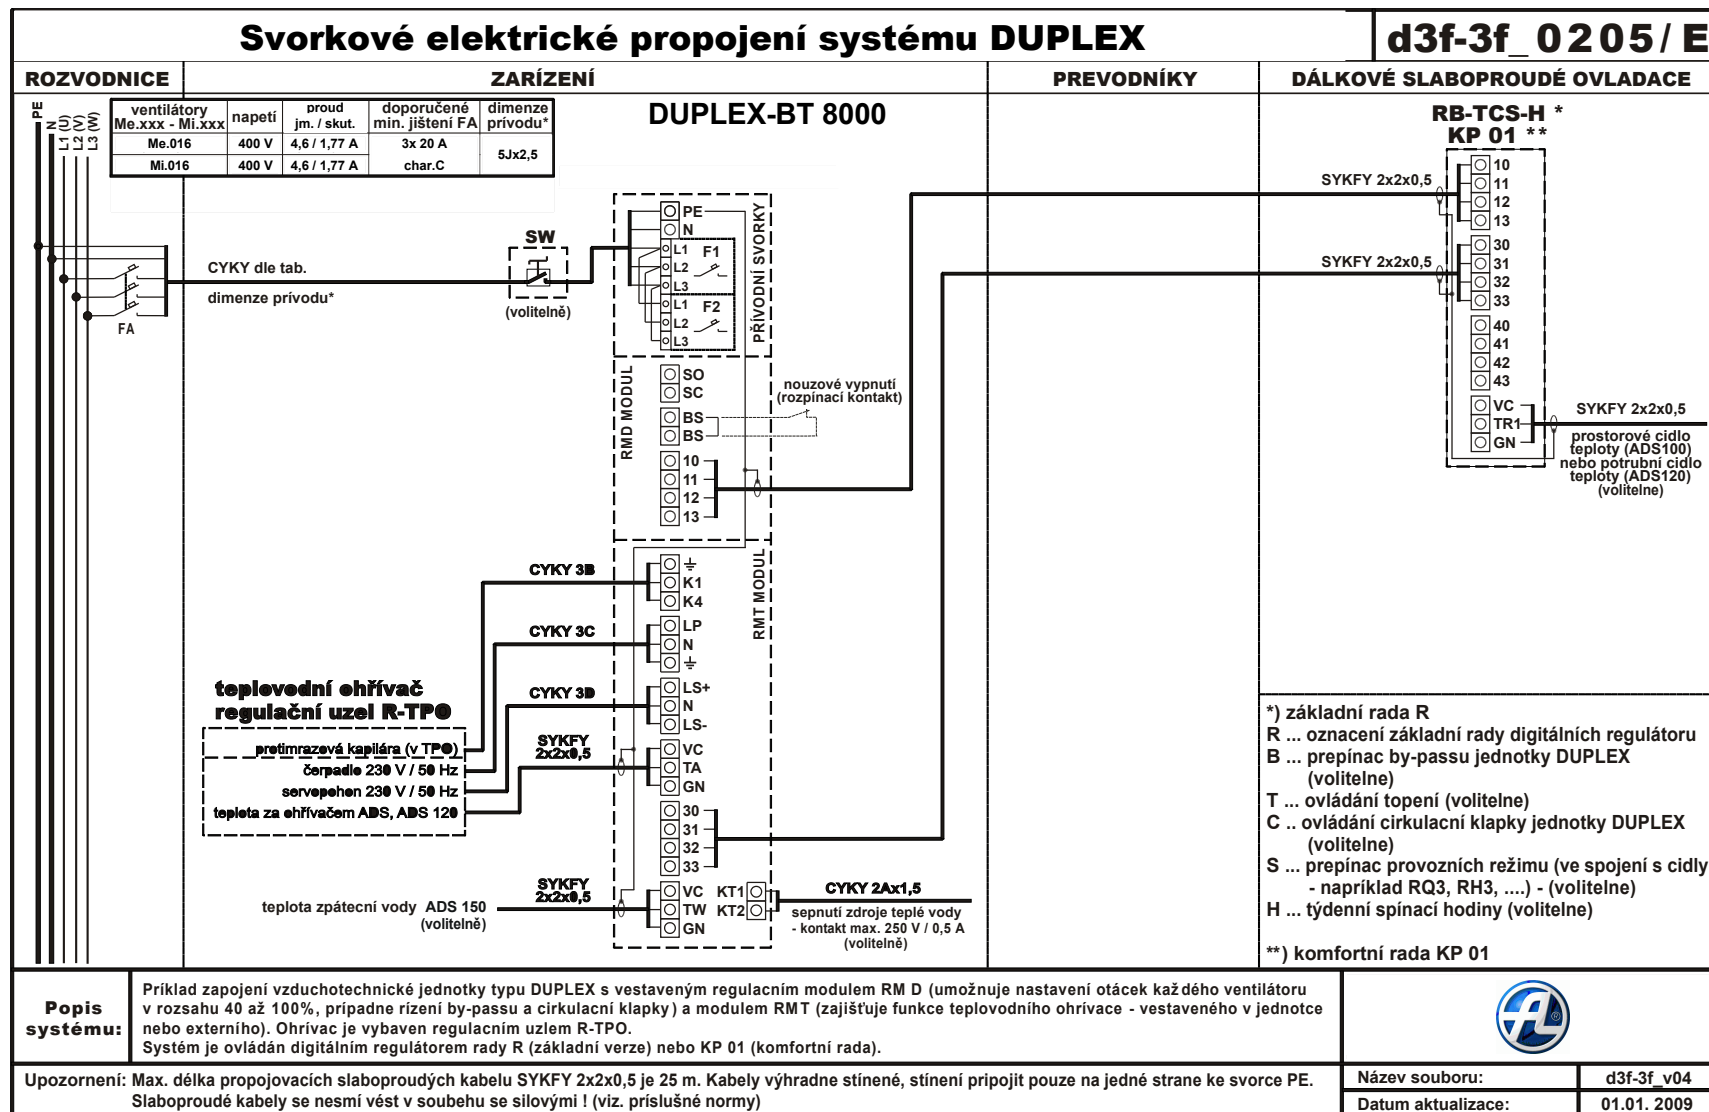 Svorkové elektrické propojení systému DUPLEX
d3f-3f_0205/E
ROZVODNICE
ZARÍZENÍ
PREVODNÍKY
DÁLKOVÉ SLABOPROUDÉ OVLADACE
PE
N
L1 (U)
L2 (V)
L3 (W)
ventilátory Me.xxx - Mi.xxx
napetí
proud jm. / skut.
doporučené min. jištení FA
dimenze prívodu*
Me.016 400 V 4,6 / 1,77 A 3x 20 A
5Jx2,5
Mi.016 400 V 4,6 / 1,77 A char.C
DUPLEX-BT 8000
RB-TCS-H *
KP 01 **
FA
CYKY dle tab.
dimenze prívodu*
SW
(volitelně)
PE
N
L1
L2
L3
F1
L1
L2
L3
F2
PŘÍVODNÍ SVORKY
RMD MODUL
SO
SC
BS
BS
nouzové vypnutí
(rozpínací kontakt)
10
11
12
13
RMT MODUL
K1
K4
LP
N
LS+
N
LS-
VC
TA
GN
30
31
32
33
VC
TW
GN
KT1
KT2
CYKY 3B
CYKY 3C
CYKY 3D
SYKFY
2x2x0,5
SYKFY
2x2x0,5
teplovodní ohřívač
regulační uzel R-TPO
protimrazová kapilára (v TPO)
čerpadlo 230 V / 50 Hz
servopohon 230 V / 50 Hz
teplota za ohřívačem ADS, ADS 120
teplota zpátecní vody ADS 150
(volitelně)
CYKY 2Ax1,5
sepnutí zdroje teplé vody
- kontakt max. 250 V / 0,5 A
(volitelně)
SYKFY 2x2x0,5
SYKFY 2x2x0,5
10
11
12
13
30
31
32
33
40
41
42
43
VC
TR1
GN
SYKFY 2x2x0,5
prostorové cidlo
teploty (ADS100)
nebo potrubní cidlo
teploty (ADS120)
(volitelne)
*) základní rada R
R ... oznacení základní rady digitálních regulátoru
B ... prepínac by-passu jednotky DUPLEX
(volitelne)
T ... ovládání topení (volitelne)
C .. ovládání cirkulacní klapky jednotky DUPLEX
(volitelne)
S ... prepínac provozních režimu (ve spojení s cidly
- napríklad RQ3, RH3, ....) - (volitelne)
H ... týdenní spínací hodiny (volitelne)
**) komfortní rada KP 01
Popis
systému:
Príklad zapojení vzduchotechnické jednotky typu DUPLEX s vestaveným regulacním modulem RM D (umožnuje nastavení otácek každého ventilátoru
v rozsahu 40 až 100%, prípadne rízení by-passu a cirkulacní klapky) a modulem RMT (zajišťuje funkce teplovodního ohrívace - vestaveného v jednotce
nebo externího). Ohrívac je vybaven regulacním uzlem R-TPO.
Systém je ovládán digitálním regulátorem rady R (základní verze) nebo KP 01 (komfortní rada).
Upozornení: Max. délka propojovacích slaboproudých kabelu SYKFY 2x2x0,5 je 25 m. Kabely výhradne stínené, stínení pripojit pouze na jedné strane ke svorce PE.
Slaboproudé kabely se nesmí vést v soubehu se silovými ! (viz. príslušné normy)
Název souboru: d3f-3f_v04
Datum aktualizace: 01.01. 2009